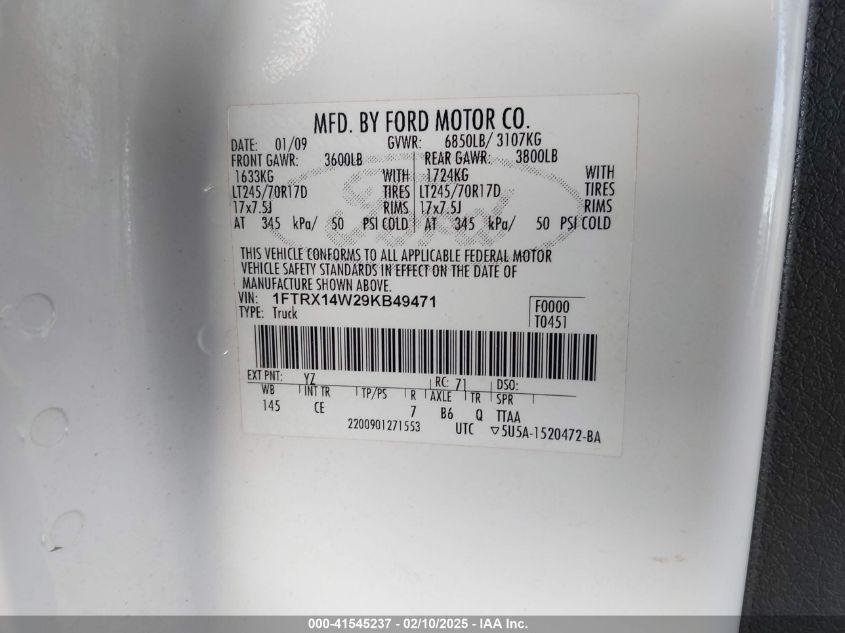 MFD. BY FORD MOTOR CO.
DATE: 01/09 GVWR: 6850LB/ 3107KG
FRONT GAWR: 3600LB REAR GAWR: 3800LB
1633KG WITH 1724KG WITH
LT245/70R17D TIRES LT245/70R17D TIRES
17x7.5J RIMS 17x7.5J RIMS
AT 345 kPa/ 50 PSI COLD AT 345 kPa/ 50 PSI COLD
Ford
THIS VEHICLE CONFORMS TO ALL APPLICABLE FEDERAL MOTOR
VEHICLE SAFETY STANDARDS IN EFFECT ON THE DATE OF
MANUFACTURE SHOWN ABOVE.
VIN: 1FTRX14W29KB49471 F0000
TYPE: Truck T0451
EXT PNT: YZ RC: 71 DSO:
WB INT TR TP/PS R AXLE TR SPR
145 CE 7 B6 Q TTAA
2200901271553 UTC ▽5U5A-1520472-BA
000-41545237 - 02/10/2025 - IAA Inc.